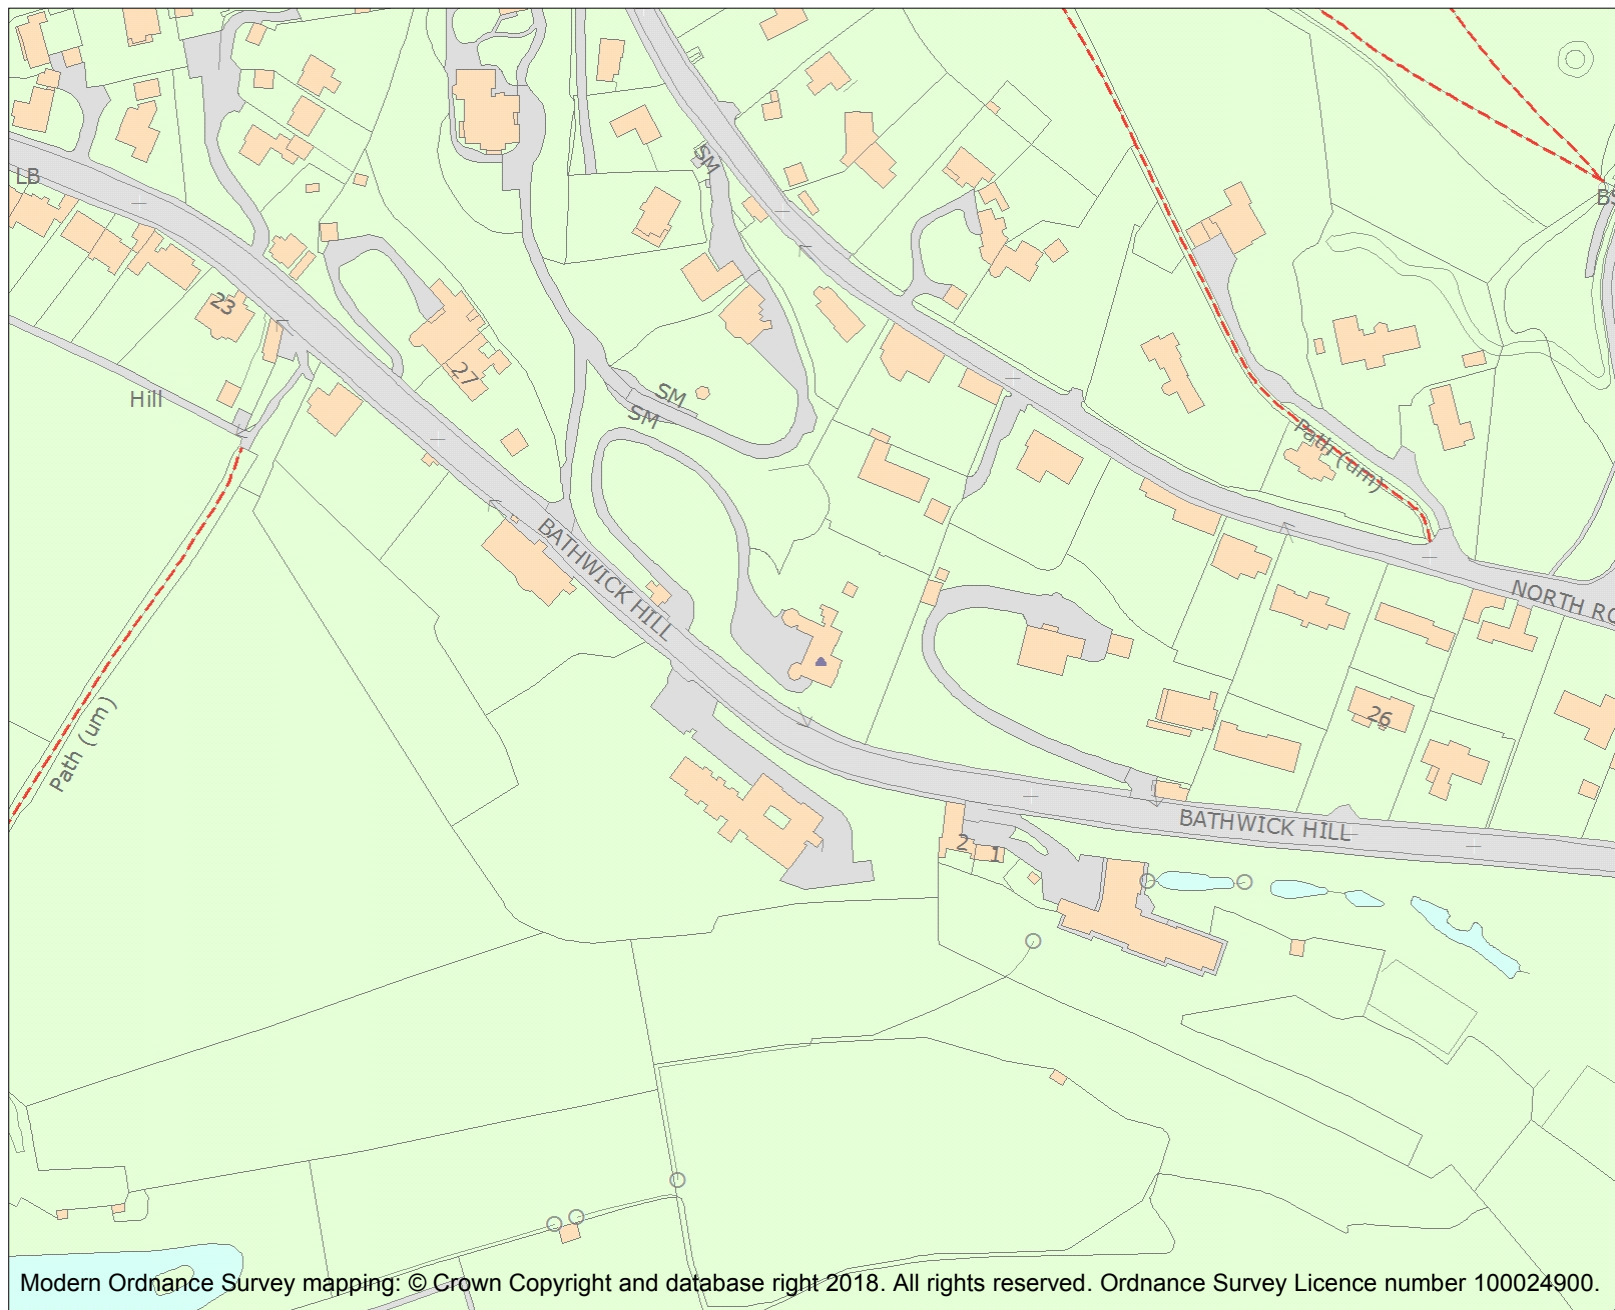 SM
LB
BS
23
27
Hill
SM
SM
Path (um)
BATHWICK HILL
NORTH RO
Path (um)
26
BATHWICK HILL
2
1
Modern Ordnance Survey mapping: © Crown Copyright and database right 2018. All rights reserved. Ordnance Survey Licence number 100024900.